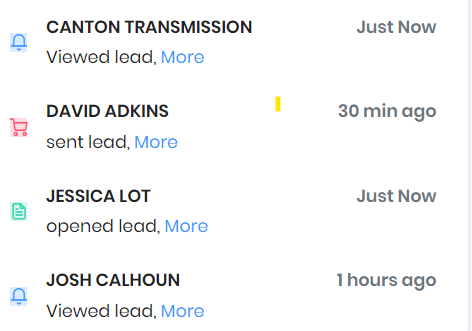 CANTON TRANSMISSION Just Now
Viewed lead, More
DAVID ADKINS 30 min ago
sent lead, More
JESSICA LOT Just Now
opened lead, More
JOSH CALHOUN 1 hours ago
Viewed lead, More